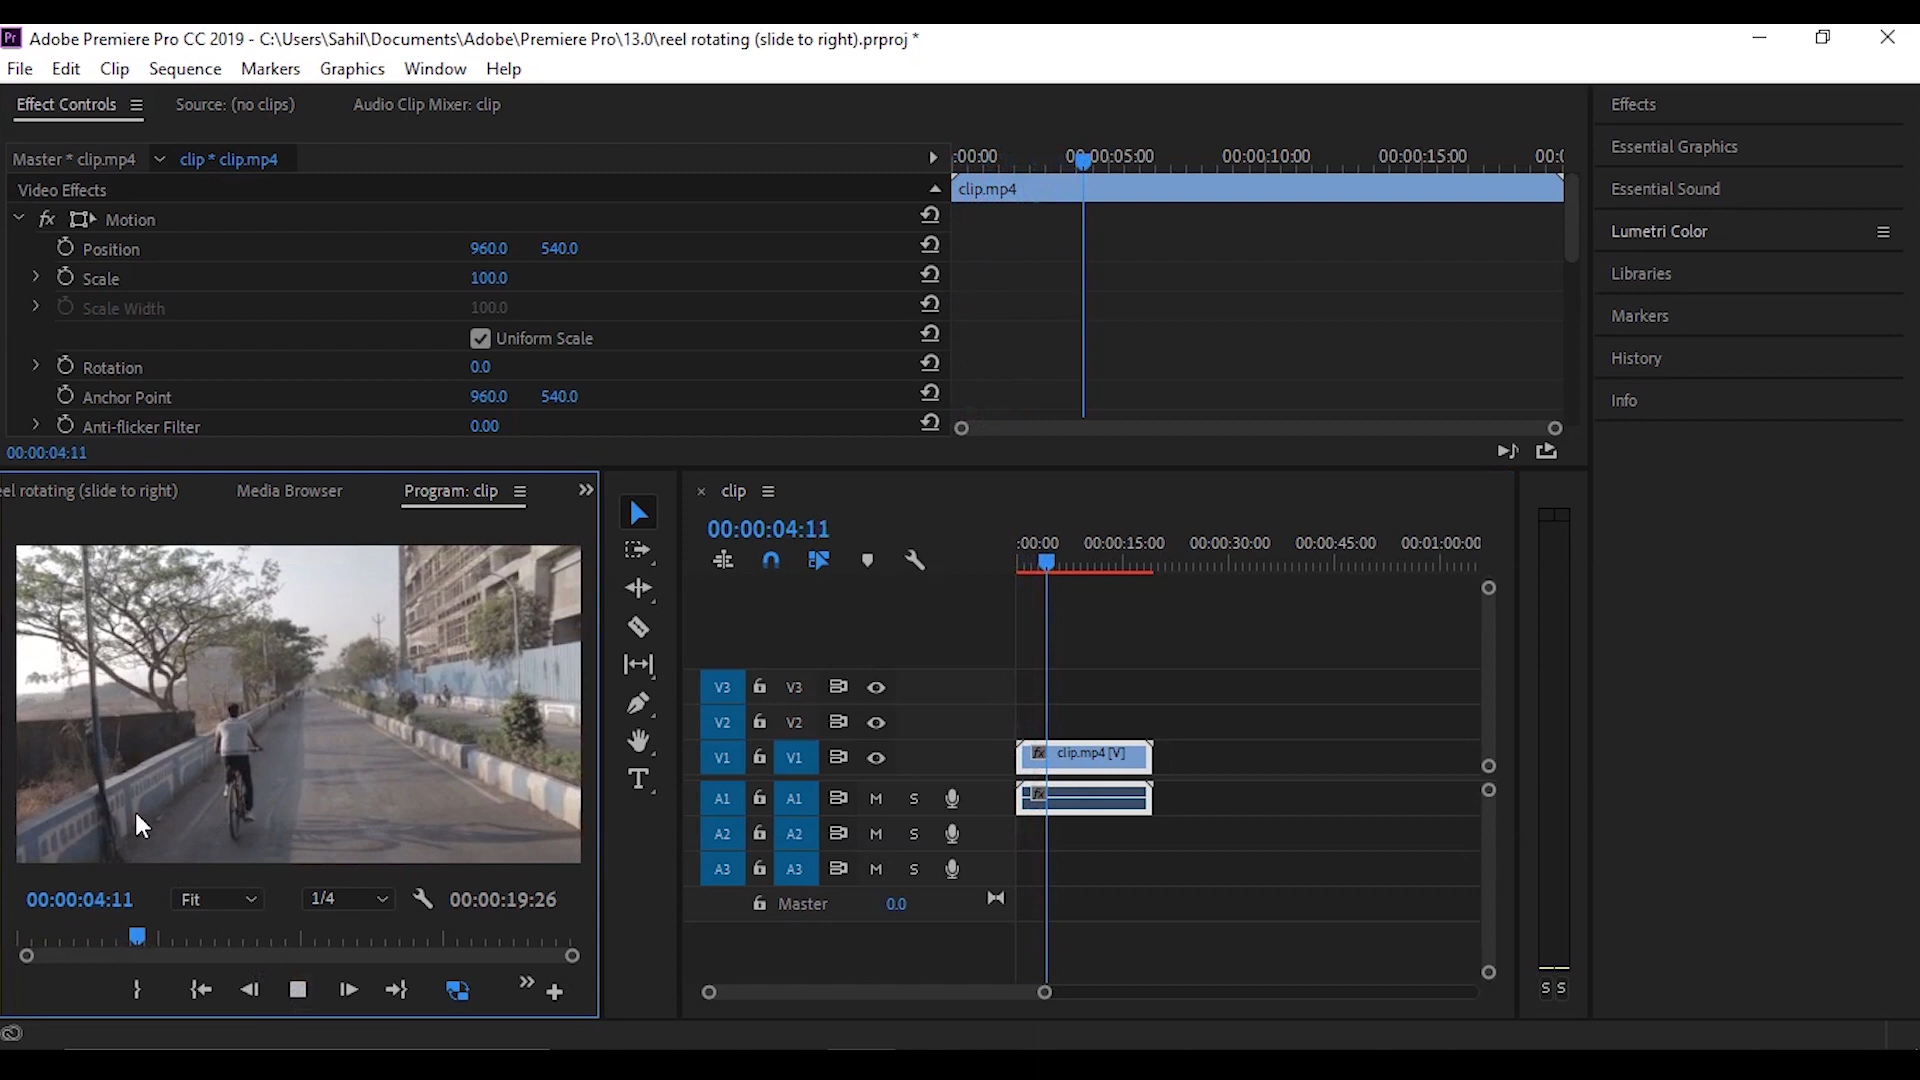 Pr Adobe Premiere Pro CC 2019 - C:\Users\Sahil\Documents\Adobe\Premiere Pro\13.0\reel rotating (slide to right).prproj *
File Edit Clip Sequence Markers Graphics Window Help
Effect Controls Source: (no clips) Audio Clip Mixer: clip
Master * clip.mp4 clip * clip.mp4
:00:00 00:00:05:00 00:00:10:00 00:00:15:00 00:0
clip.mp4
Video Effects
fx Motion
Position 960.0 540.0
Scale 100.0
Scale Width 100.0
Uniform Scale
Rotation 0.0
Anchor Point 960.0 540.0
Anti-flicker Filter 0.00
00:00:04:11
Effects
Essential Graphics
Essential Sound
Lumetri Color
Libraries
Markers
History
Info
eel rotating (slide to right) Media Browser Program: clip
00:00:04:11 Fit 1/4 00:00:19:26
× clip
00:00:04:11
:00:00 00:00:15:00 00:00:30:00 00:00:45:00 00:01:00:00
V3 V3
V2 V2
V1 V1 fx clip.mp4 [V]
A1 A1 M S fx
A2 A2 M S
A3 A3 M S
Master 0.0
S S